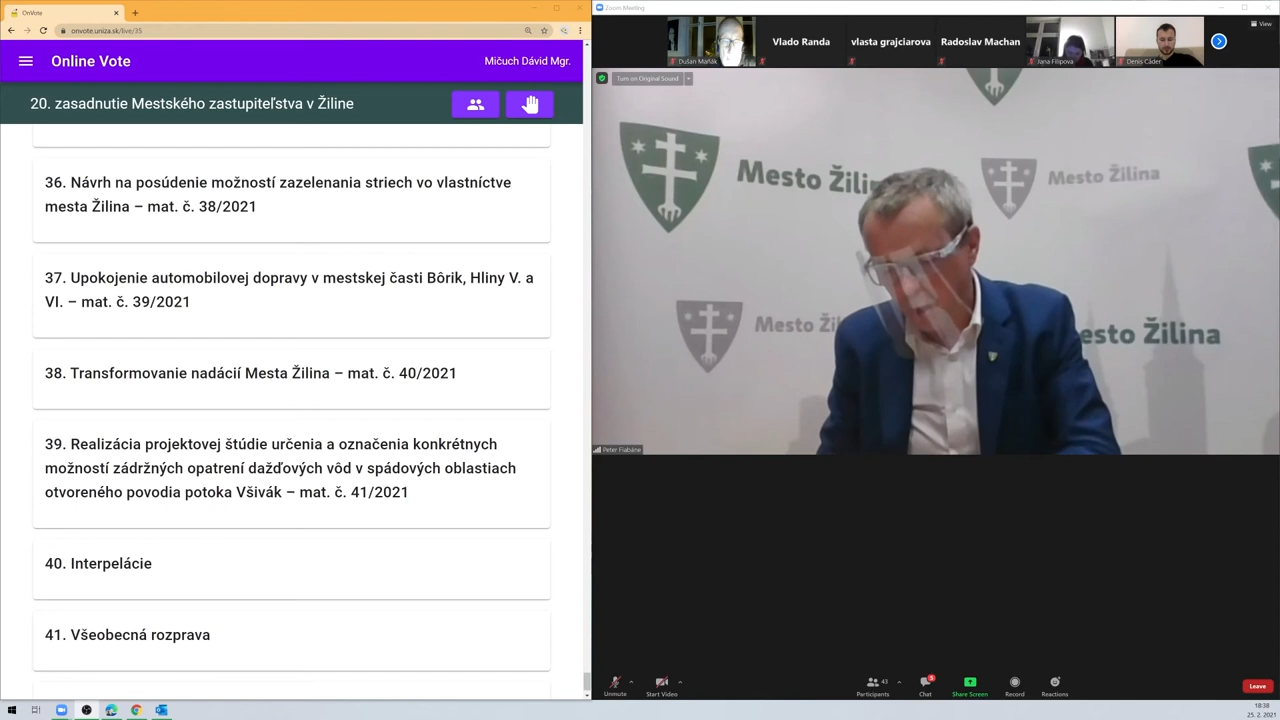 OnVote
onvote.uniza.sk/live/35
Online Vote
Mičuch Dávid Mgr.
20. zasadnutie Mestského zastupiteľstva v Žiline
36. Návrh na posúdenie možností zazelenania striech vo vlastníctve
mesta Žilina – mat. č. 38/2021
37. Upokojenie automobilovej dopravy v mestskej časti Bôrik, Hliny V. a
VI. – mat. č. 39/2021
38. Transformovanie nadácií Mesta Žilina – mat. č. 40/2021
39. Realizácia projektovej štúdie určenia a označenia konkrétnych
možností zádržných opatrení dažďových vôd v spádových oblastiach
otvoreného povodia potoka Všivák – mat. č. 41/2021
40. Interpelácie
41. Všeobecná rozprava
Zoom Meeting
View
Dušan Maňák
Vlado Randa
vlasta grajciarova
Radoslav Machan
Jana Filipova
Denis Cáder
Turn on Original Sound
Mesto Žili
Mesto Žilina
Mesto Žili
esto Žilina
Peter Fiabáne
Unmute
Start Video
43
Participants
5
Chat
Share Screen
Record
Reactions
Leave
18:38
25. 2. 2021